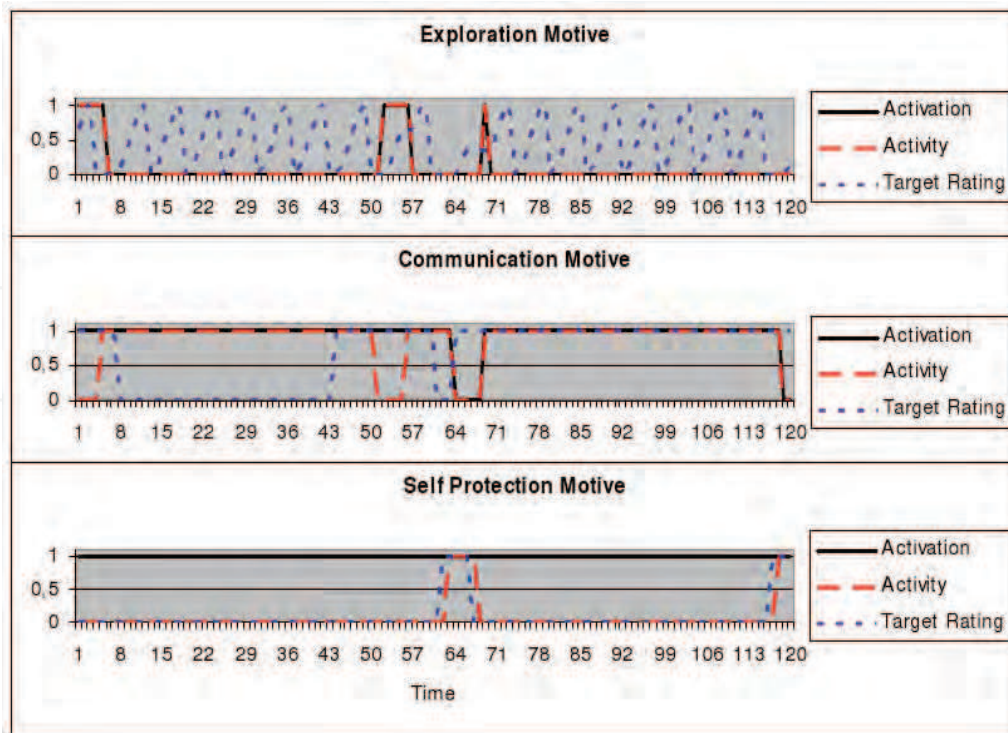 Exploration Motive
1
0,5
0
1 8 15 22 29 36 43 50 57 64 71 78 85 92 99 106 113 120
Activation
Activity
Target Rating
Communication Motive
1
0,5
0
1 8 15 22 29 36 43 50 57 64 71 78 85 92 99 106 113 120
Activation
Activity
Target Rating
Self Protection Motive
1
0,5
0
1 8 15 22 29 36 43 50 57 64 71 78 85 92 99 106 113 120
Time
Activation
Activity
Target Rating